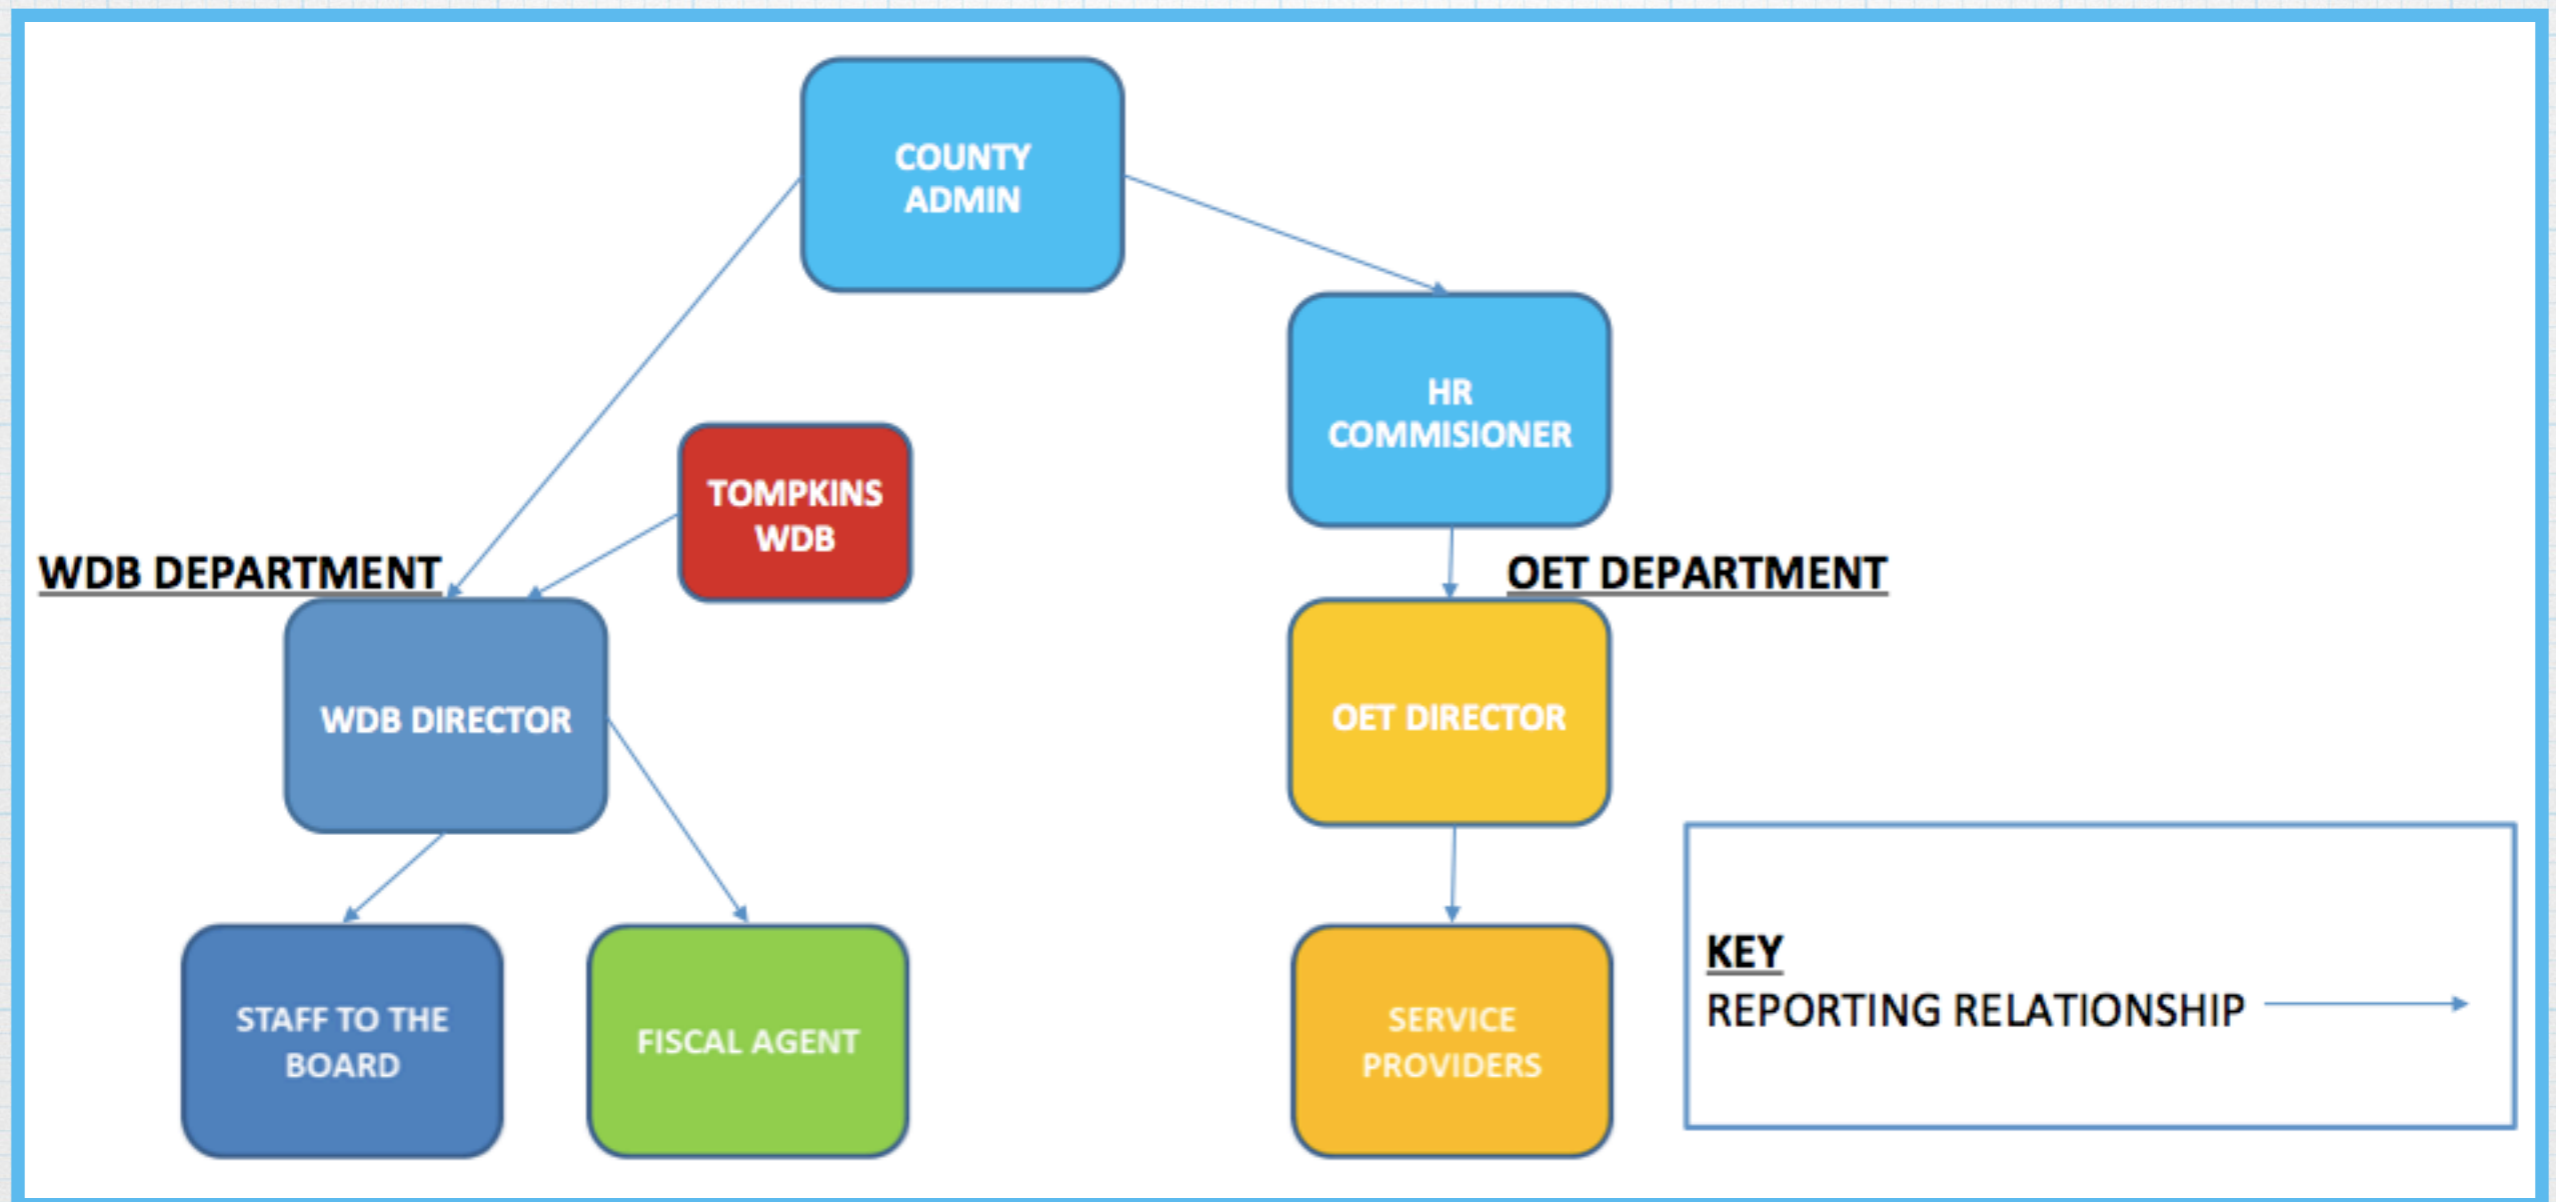 COUNTY
ADMIN
HR
COMMISIONER
TOMPKINS
WDB
WDB DEPARTMENT
OET DEPARTMENT
WDB DIRECTOR
OET DIRECTOR
STAFF TO THE
BOARD
FISCAL AGENT
SERVICE
PROVIDERS
KEY
REPORTING RELATIONSHIP